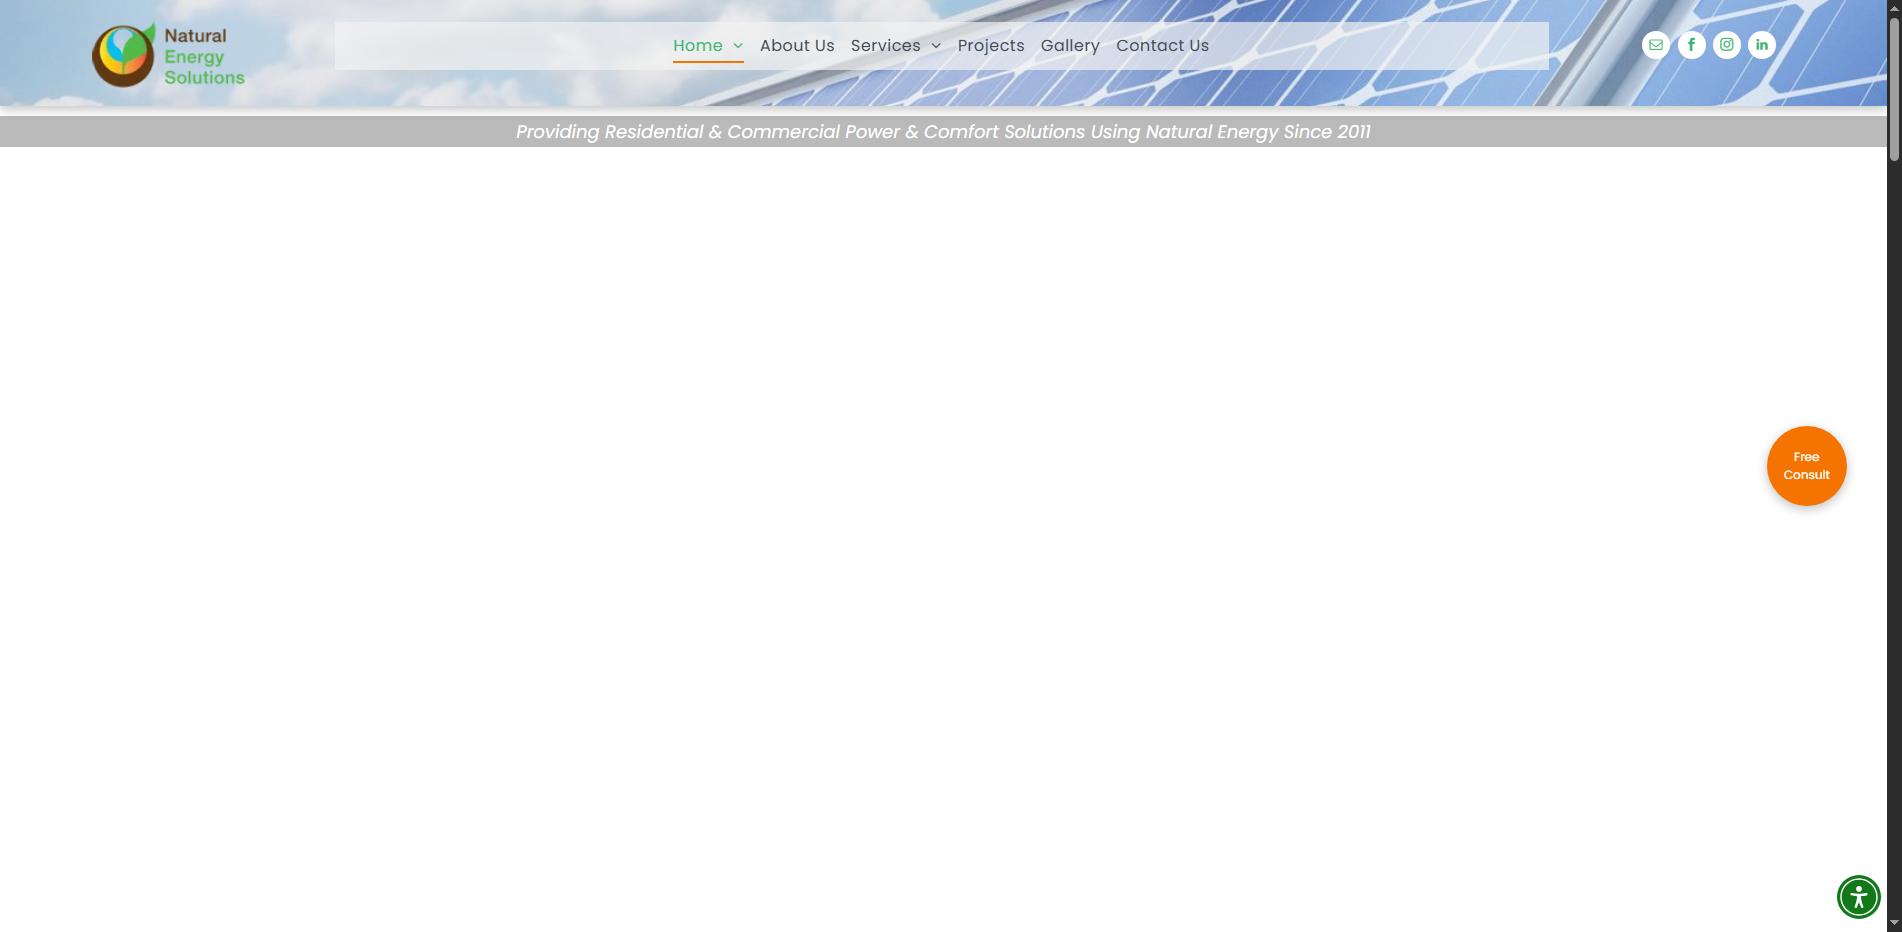 Natural
Energy
Solutions
Home
About Us
Services
Projects
Gallery
Contact Us
Providing Residential & Commercial Power & Comfort Solutions Using Natural Energy Since 2011
Free
Consult